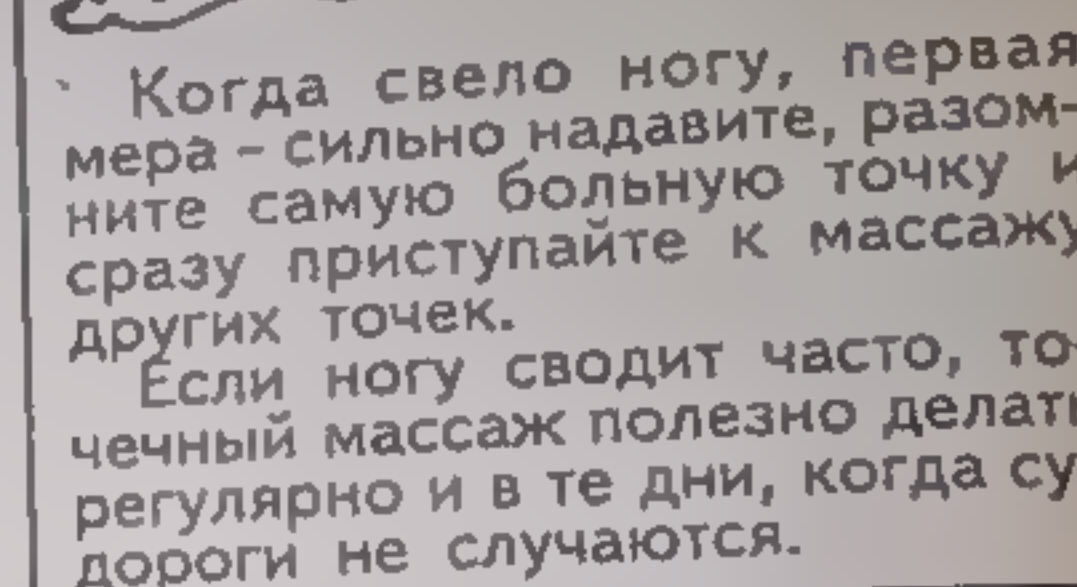 Когда свело ногу, первая
мера – сильно надавите, разом-
ните самую больную точку и
сразу приступайте к массажу
других точек.
Если ногу сводит часто, то-
чечный массаж полезно делать
регулярно и в те дни, когда су
дороги не случаются.